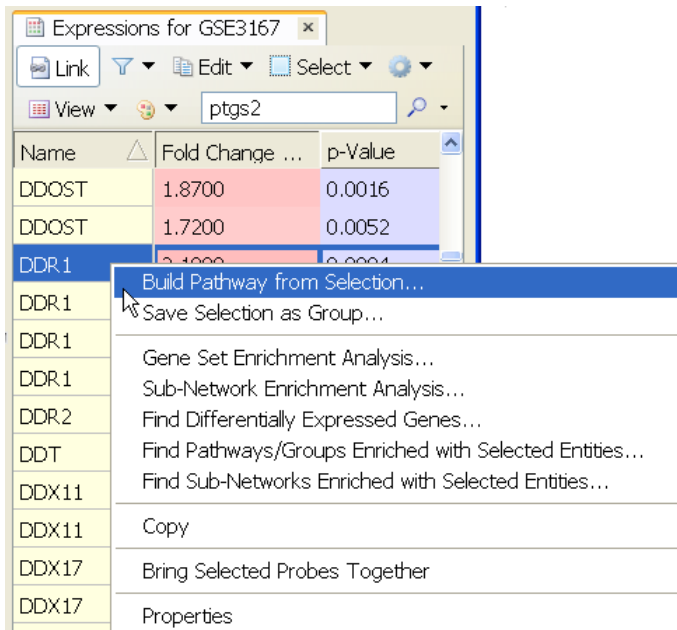 Expressions for GSE3167
Link Edit Select
View ptgs2
Name Fold Change ... p-Value
DDOST 1.8700 0.0016
DDOST 1.7200 0.0052
DDR1
Build Pathway from Selection...
DDR1 Save Selection as Group...
DDR1 Gene Set Enrichment Analysis...
DDR1 Sub-Network Enrichment Analysis...
DDR2 Find Differentially Expressed Genes...
DDT Find Pathways/Groups Enriched with Selected Entities...
DDX11 Find Sub-Networks Enriched with Selected Entities...
DDX11 Copy
DDX17 Bring Selected Probes Together
DDX17 Properties